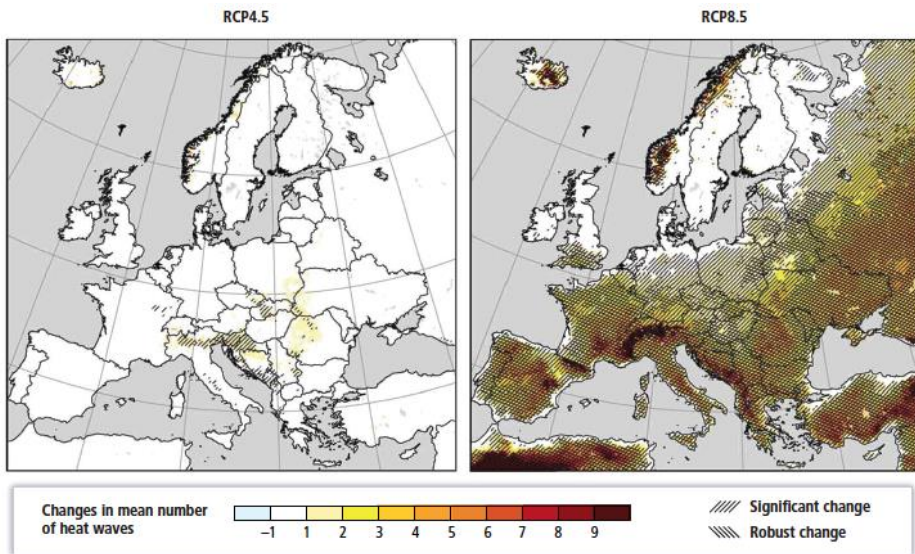 RCP4.5
RCP8.5
Changes in mean number
of heat waves
−1 1 2 3 4 5 6 7 8 9
Significant change
Robust change